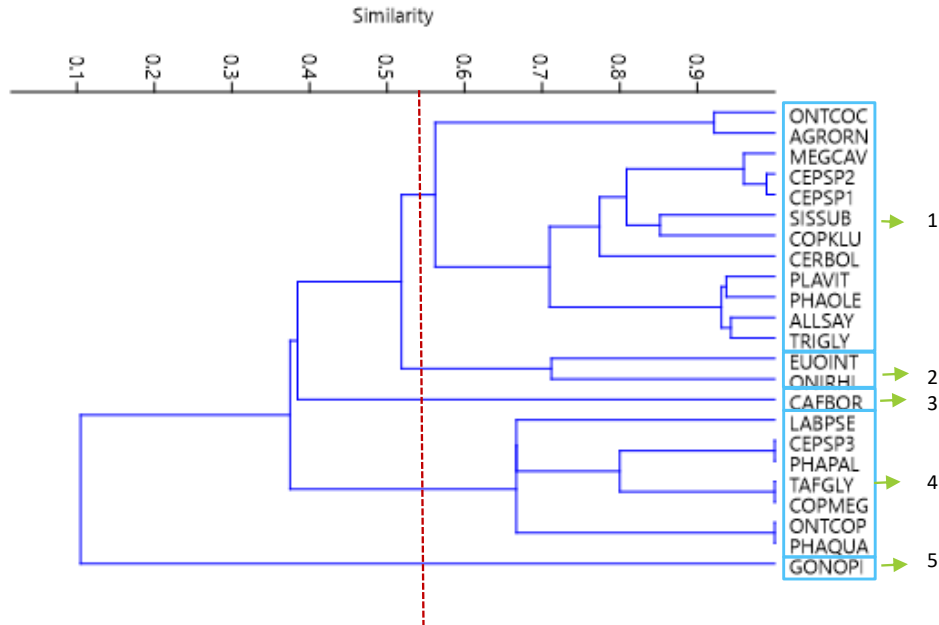 Similarity
0.1 0.2 0.3 0.4 0.5 0.6 0.7 0.8 0.9
ONTCOC
AGRORN
MEGCAV
CEPSP2
CEPSP1
SISSUB
1
COPKLU
CERBOL
PLAVIT
PHAOLE
ALLSAY
TRIGLY
EUOINT
2
ONIRHI
CAFBOR
3
LABPSE
CEPSP3
PHAPAL
TAFGLY
4
COPMEG
ONTCOP
PHAQUA
GONOPI
5